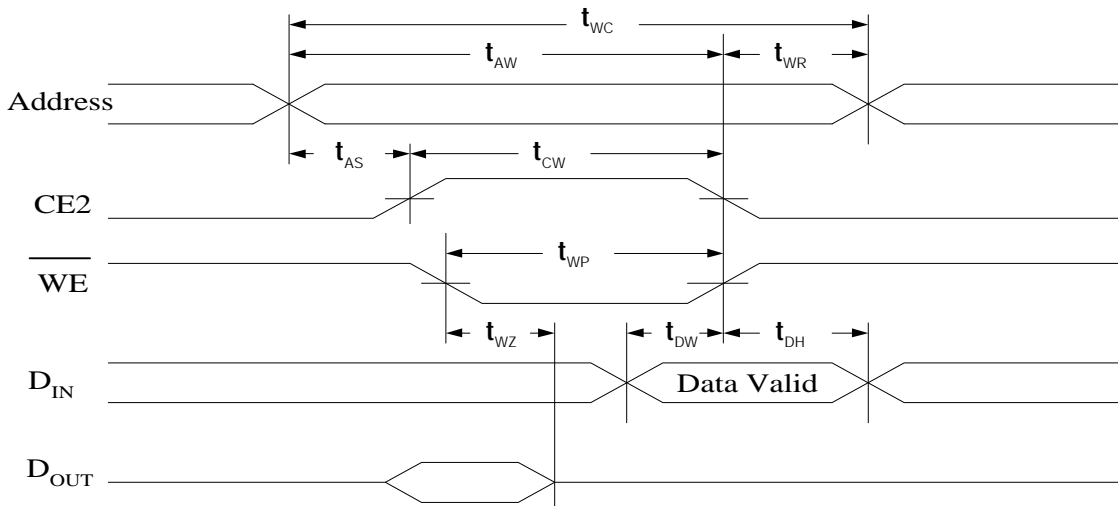 tWC
tAW tWR
Address
tAS tCW
CE2
tWP
WE
tWZ tDW tDH
DIN Data Valid
DOUT